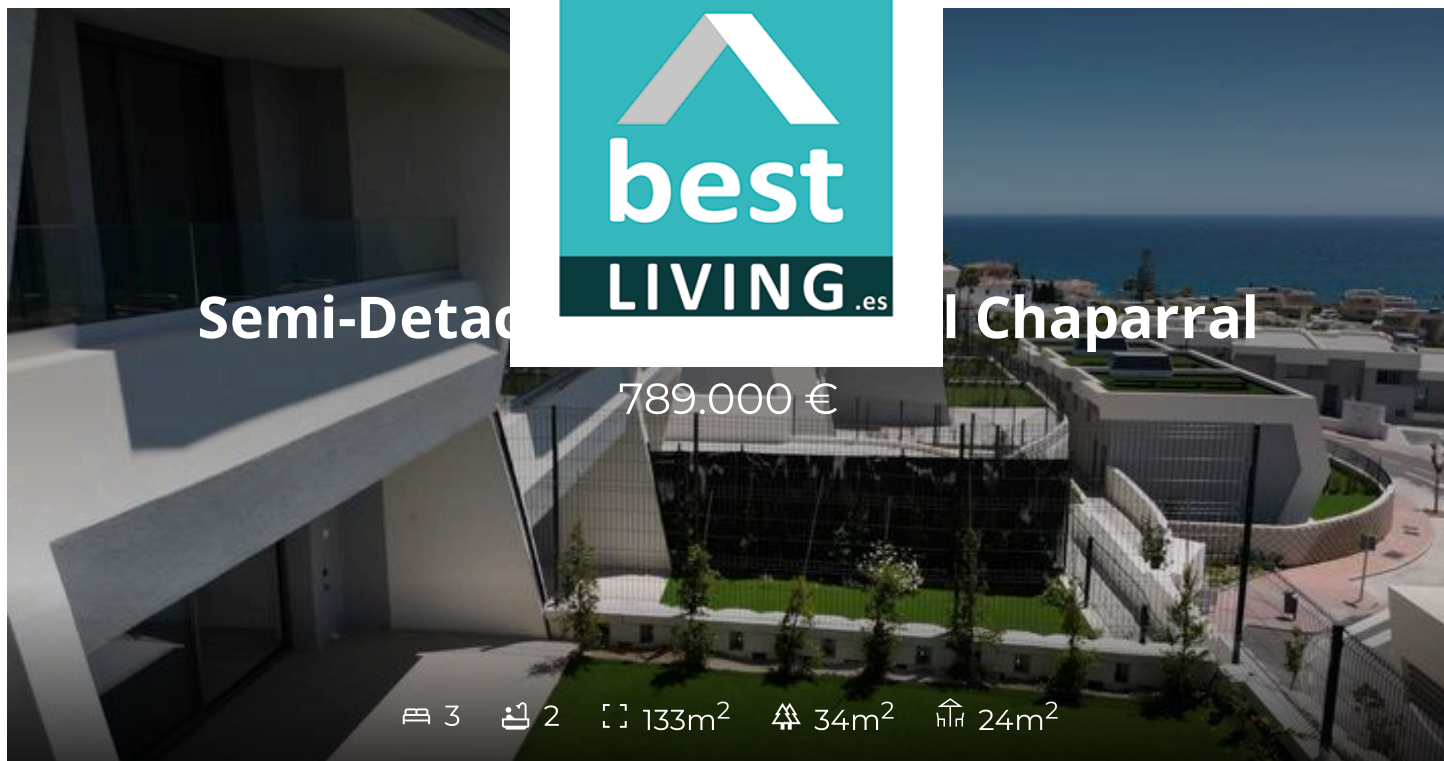 best
LIVING.es
Semi-Detac l Chaparral
789.000 €
3 2 133m² 34m² 24m²